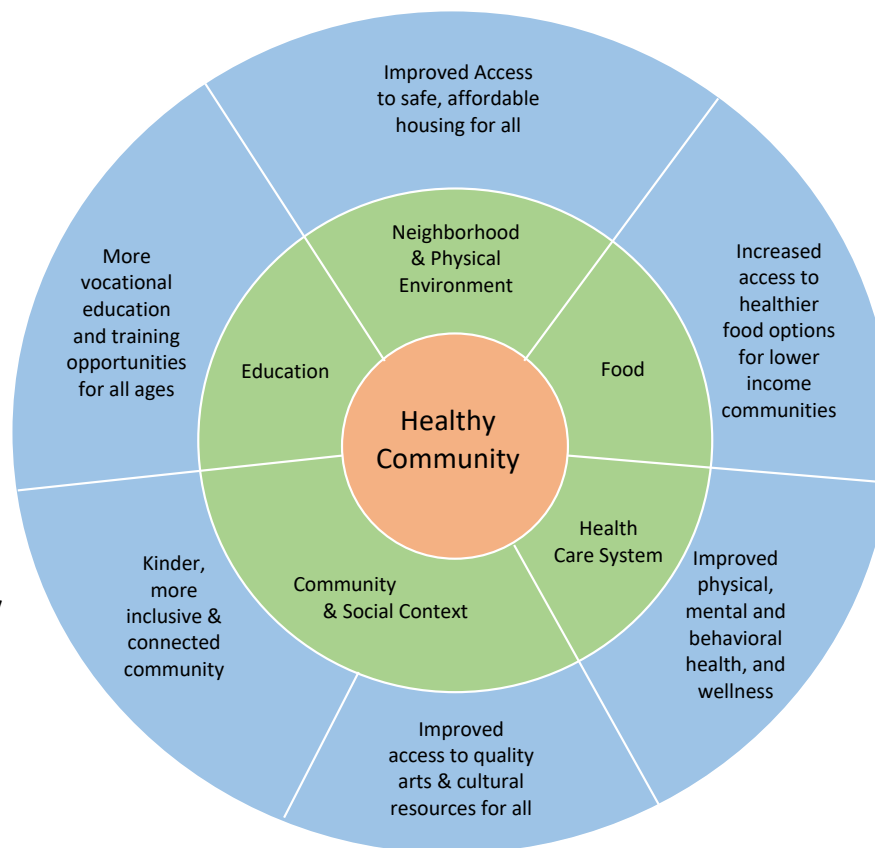 Improved Access
to safe, affordable
housing for all
Neighborhood
& Physical
Environment
More
vocational
education
and training
opportunities
for all ages
Increased
access to
healthier
food options
for lower
income
communities
Education
Food
Healthy
Community
Health
Care System
Community
& Social Context
Kinder,
more
inclusive &
connected
community
Improved
physical,
mental and
behavioral
health, and
wellness
Improved
access to quality
arts & cultural
resources for all